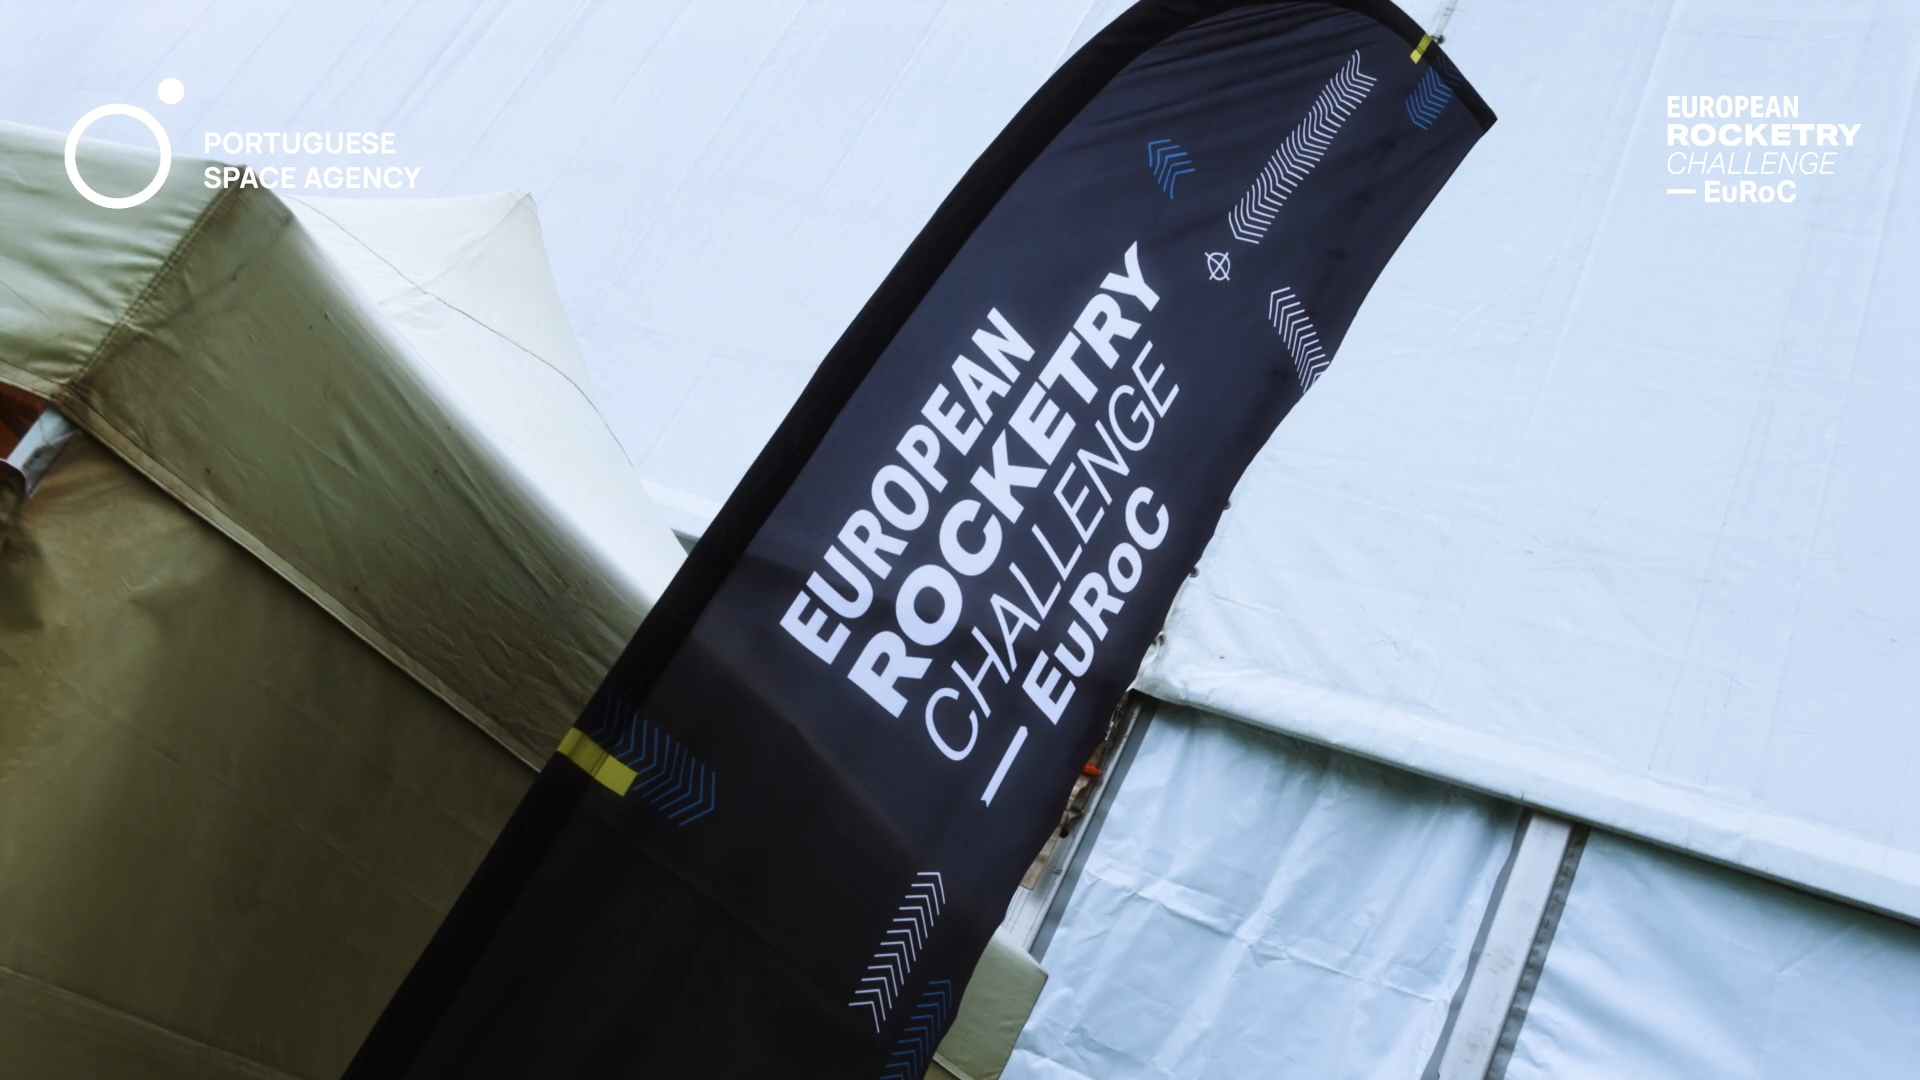 PORTUGUESE
SPACE AGENCY
EUROPEAN
ROCKETRY
CHALLENGE
— EuRoC
EUROPEAN
ROCKETRY
CHALLENGE
— EuRoC